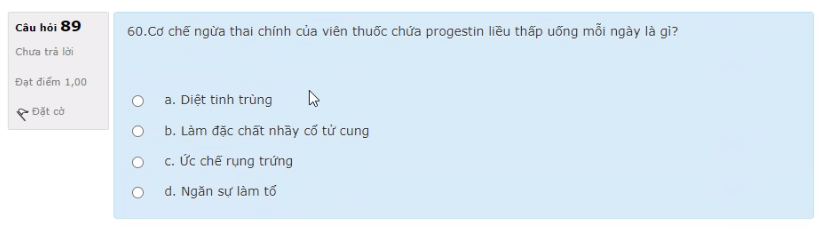 Câu hỏi 89
Chưa trả lời
Đạt điểm 1,00
Đặt cờ
60.Cơ chế ngừa thai chính của viên thuốc chứa progestin liều thấp uống mỗi ngày là gì?
a. Diệt tinh trùng
b. Làm đặc chất nhầy cổ tử cung
c. Ức chế rụng trứng
d. Ngăn sự làm tổ